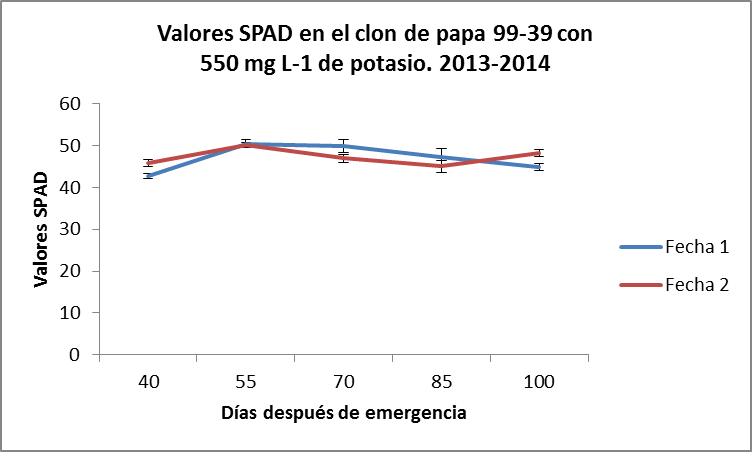 Valores SPAD en el clon de papa 99-39 con
550 mg L-1 de potasio. 2013-2014
60
50
40
30
20
10
0
Valores SPAD
40 55 70 85 100
Días después de emergencia
Fecha 1
Fecha 2